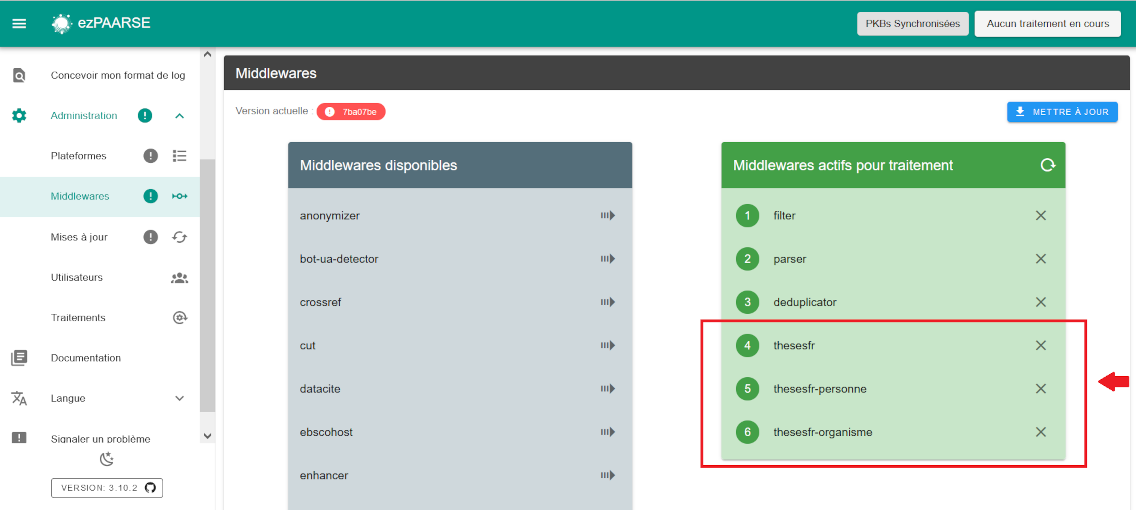 ezPAARSE
PKBs Synchronisées
Aucun traitement en cours
Concevoir mon format de log
Administration
Plateformes
Middlewares
Mises à jour
Utilisateurs
Traitements
Documentation
Langue
Signaler un problème
VERSION: 3.10.2
Middlewares
Version actuelle : 7ba07be
METTRE À JOUR
Middlewares disponibles
anonymizer
bot-ua-detector
crossref
cut
datacite
ebscohost
enhancer
Middlewares actifs pour traitement
1 filter
2 parser
3 deduplicator
4 thesesfr
5 thesesfr-personne
6 thesesfr-organisme